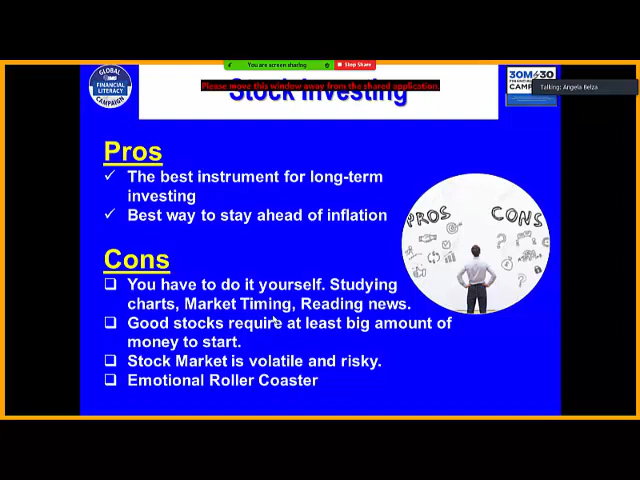 You are screen sharing
Stop Share
Please move this window away from the shared application.
Stock Investing
GLOBAL
FINANCIAL
LITERACY
CAMPAIGN
30M 30
Talking: Angela Belza
Pros
✓ The best instrument for long-term
investing
✓ Best way to stay ahead of inflation
PROS
CONS
Cons
❑ You have to do it yourself. Studying
charts, Market Timing, Reading news.
❑ Good stocks require at least big amount of
money to start.
❑ Stock Market is volatile and risky.
❑ Emotional Roller Coaster